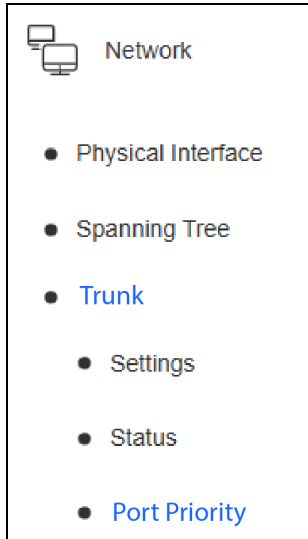 Network
Physical Interface
Spanning Tree
Trunk
Settings
Status
Port Priority